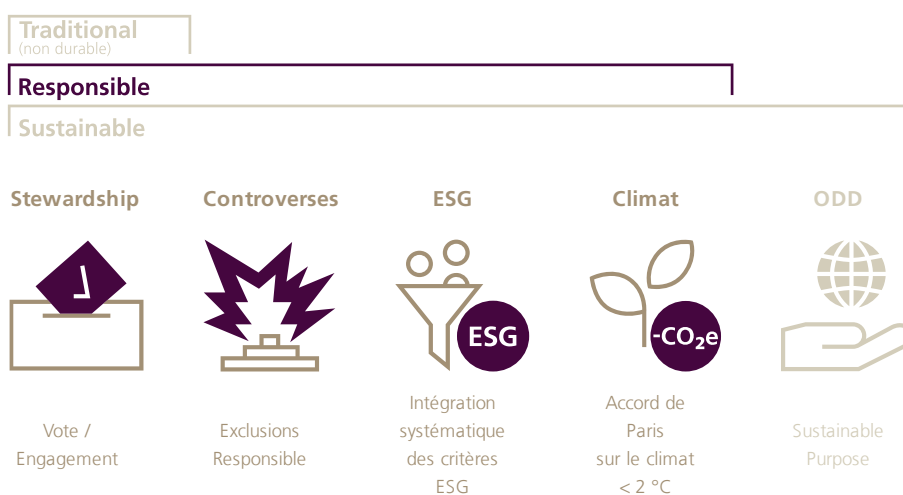 Traditional
(non durable)
Responsible
Sustainable
Stewardship
Controverses
ESG
Climat
ODD
ESG
-CO₂e
Vote /
Engagement
Exclusions
Responsible
Intégration
systématique
des critères
ESG
Accord de
Paris
sur le climat
< 2 °C
Sustainable
Purpose